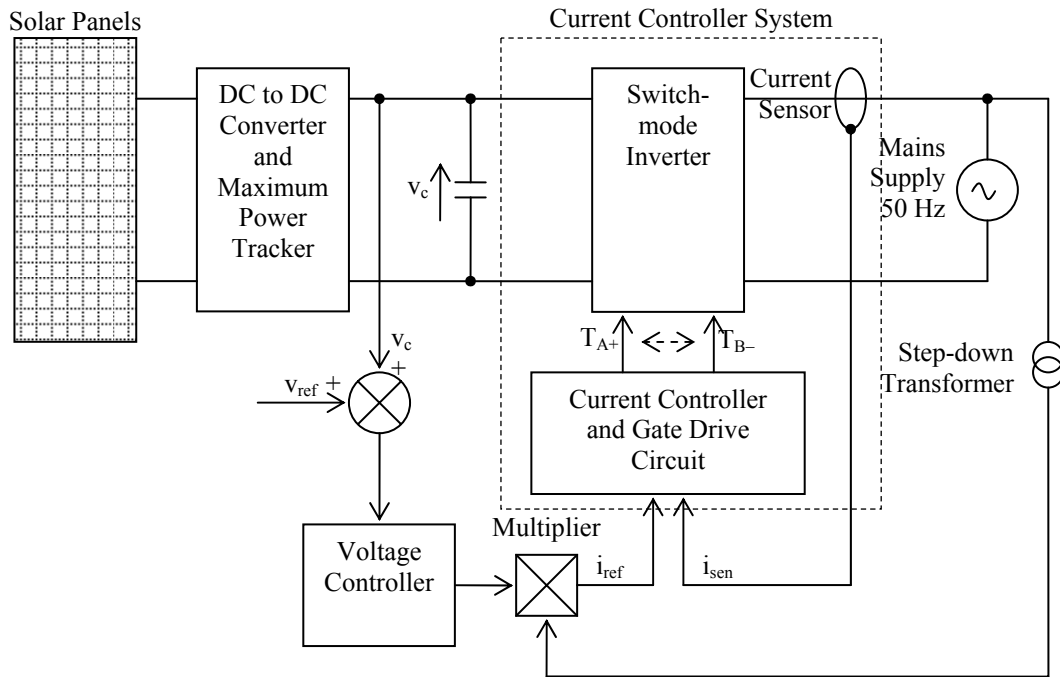 Solar Panels
Current Controller System
DC to DC
Converter
and
Maximum
Power
Tracker
Switch-
mode
Inverter
Current
Sensor
Mains
Supply
50 Hz
v_c
T_A+
T_B–
v_c
+
v_ref +
Step-down
Transformer
Current Controller
and Gate Drive
Circuit
Voltage
Controller
Multiplier
i_ref
i_sen